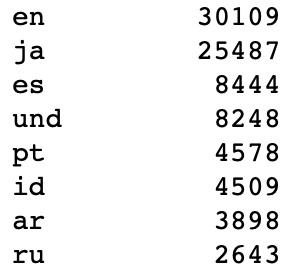 en 30109
ja 25487
es 8444
und 8248
pt 4578
id 4509
ar 3898
ru 2643